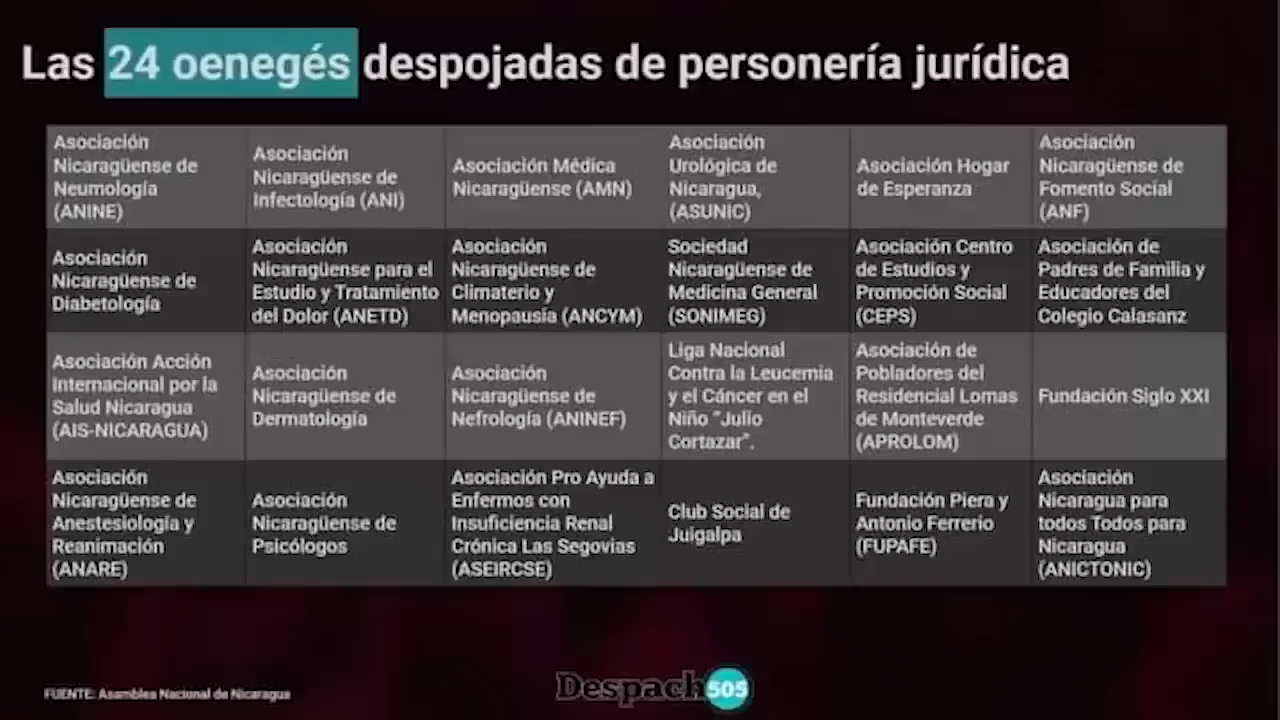 Las 24 oenegés despojadas de personería jurídica
Asociación
Nicaragüense de
Neumología
(ANINE)
Asociación
Nicaragüense de
Infectología (ANI)
Asociación Médica
Nicaragüense (AMN)
Asociación
Urológica de
Nicaragua,
(ASUNIC)
Asociación Hogar
de Esperanza
Asociación
Nicaragüense de
Fomento Social
(ANF)
Asociación
Nicaragüense de
Diabetología
Asociación
Nicaragüense para el
Estudio y Tratamiento
del Dolor (ANETD)
Asociación
Nicaragüense de
Climaterio y
Menopausía (ANCYM)
Sociedad
Nicaragüense de
Medicina General
(SONIMEG)
Asociación Centro
de Estudios y
Promoción Social
(CEPS)
Asociación de
Padres de Familia y
Educadores del
Colegio Calasanz
Asociación Acción
Internacional por la
Salud Nicaragua
(AIS-NICARAGUA)
Asociación
Nicaragüense de
Dermatología
Asociación
Nicaragüense de
Nefrología (ANINEF)
Liga Nacional
Contra la Leucemia
y el Cáncer en el
Niño "Julio
Cortazar".
Asociación de
Pobladores del
Residencial Lomas
de Monteverde
(APROLOM)
Fundación Siglo XXI
Asociación
Nicaragüense de
Anestesiología y
Reanimación
(ANARE)
Asociación
Nicaragüense de
Psicólogos
Asociación Pro Ayuda a
Enfermos con
Insuficiencia Renal
Crónica Las Segovias
(ASEIRCSE)
Club Social de
Juigalpa
Fundación Piera y
Antonio Ferrerio
(FUPAFE)
Asociación
Nicaragua para
todos Todos para
Nicaragua
(ANICTONIC)
FUENTE: Asamblea Nacional de Nicaragua
Despach505